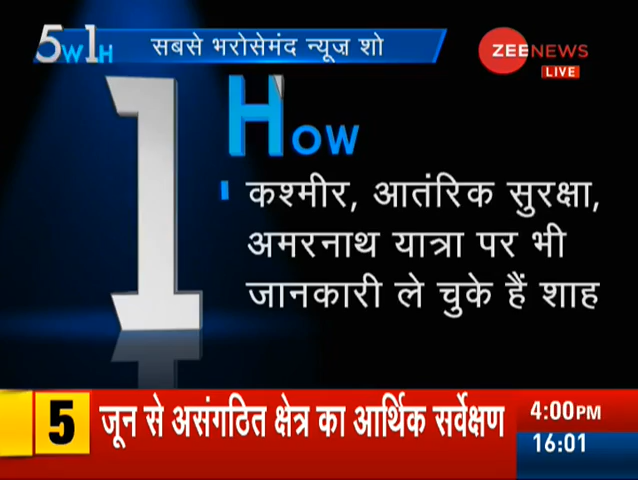 5W1H सबसे भरोसेमंद न्यूज़ शो
ZEE NEWS
LIVE
1
How
कश्मीर, आतंरिक सुरक्षा,
अमरनाथ यात्रा पर भी
जानकारी ले चुके हैं शाह
5 जून से असंगठित क्षेत्र का आर्थिक सर्वेक्षण
4:00PM
16:01